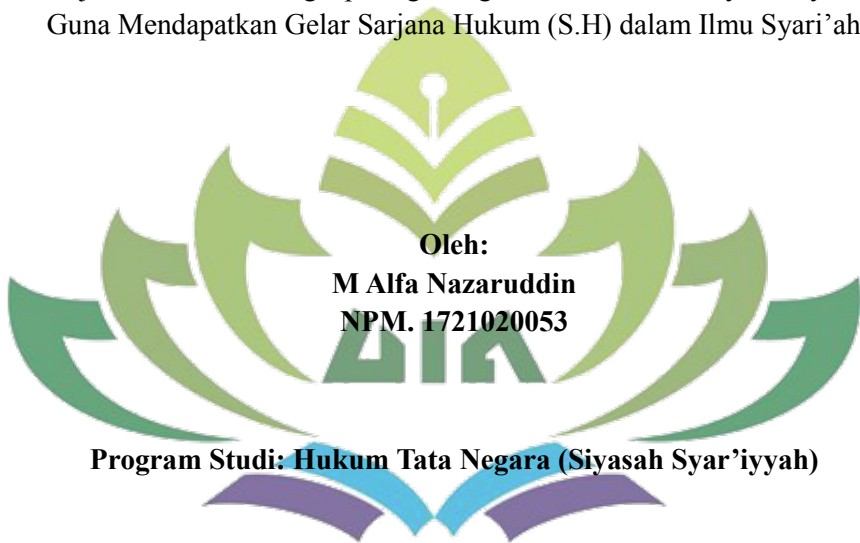 Guna Mendapatkan Gelar Sarjana Hukum (S.H) dalam Ilmu Syari’ah
Oleh:
M Alfa Nazaruddin
NPM. 1721020053
Program Studi: Hukum Tata Negara (Siyasah Syar’iyyah)